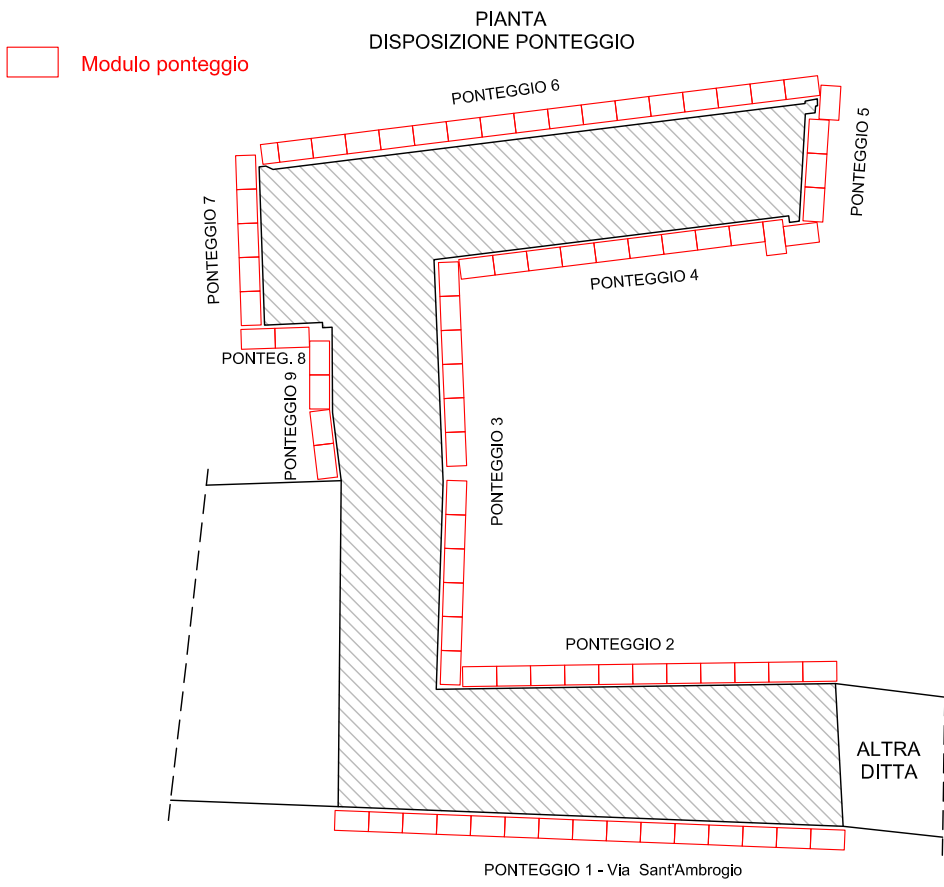 PIANTA
DISPOSIZIONE PONTEGGIO
Modulo ponteggio
PONTEGGIO 6
PONTEGGIO 5
PONTEGGIO 7
PONTEGGIO 4
PONTEG. 8
PONTEGGIO 9
PONTEGGIO 3
PONTEGGIO 2
ALTRA
DITTA
PONTEGGIO 1 - Via Sant'Ambrogio